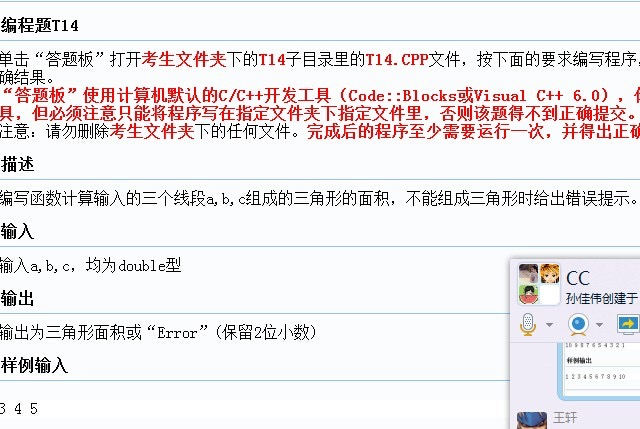 编程题T14
单击“答题板”打开考生文件夹下的T14子目录里的T14.CPP文件，按下面的要求编写程序，
确结果。
“答题板”使用计算机默认的C/C++开发工具（Code::Blocks或Visual C++ 6.0），
具，但必须注意只能将程序写在指定文件夹下指定文件里，否则该题得不到正确提交。
注意：请勿删除考生文件夹下的任何文件。完成后的程序至少需要运行一次，并得出正确
描述
编写函数计算输入的三个线段a,b,c组成的三角形的面积，不能组成三角形时给出错误提示。
输入
输入a,b,c，均为double型
输出
输出为三角形面积或“Error”(保留2位小数)
样例输入
3 4 5
CC
孙佳伟创建于
10 9 8 7 6 5 4 3 2 1
样例输出
1 2 3 4 5 6 7 8 9 10
王轩